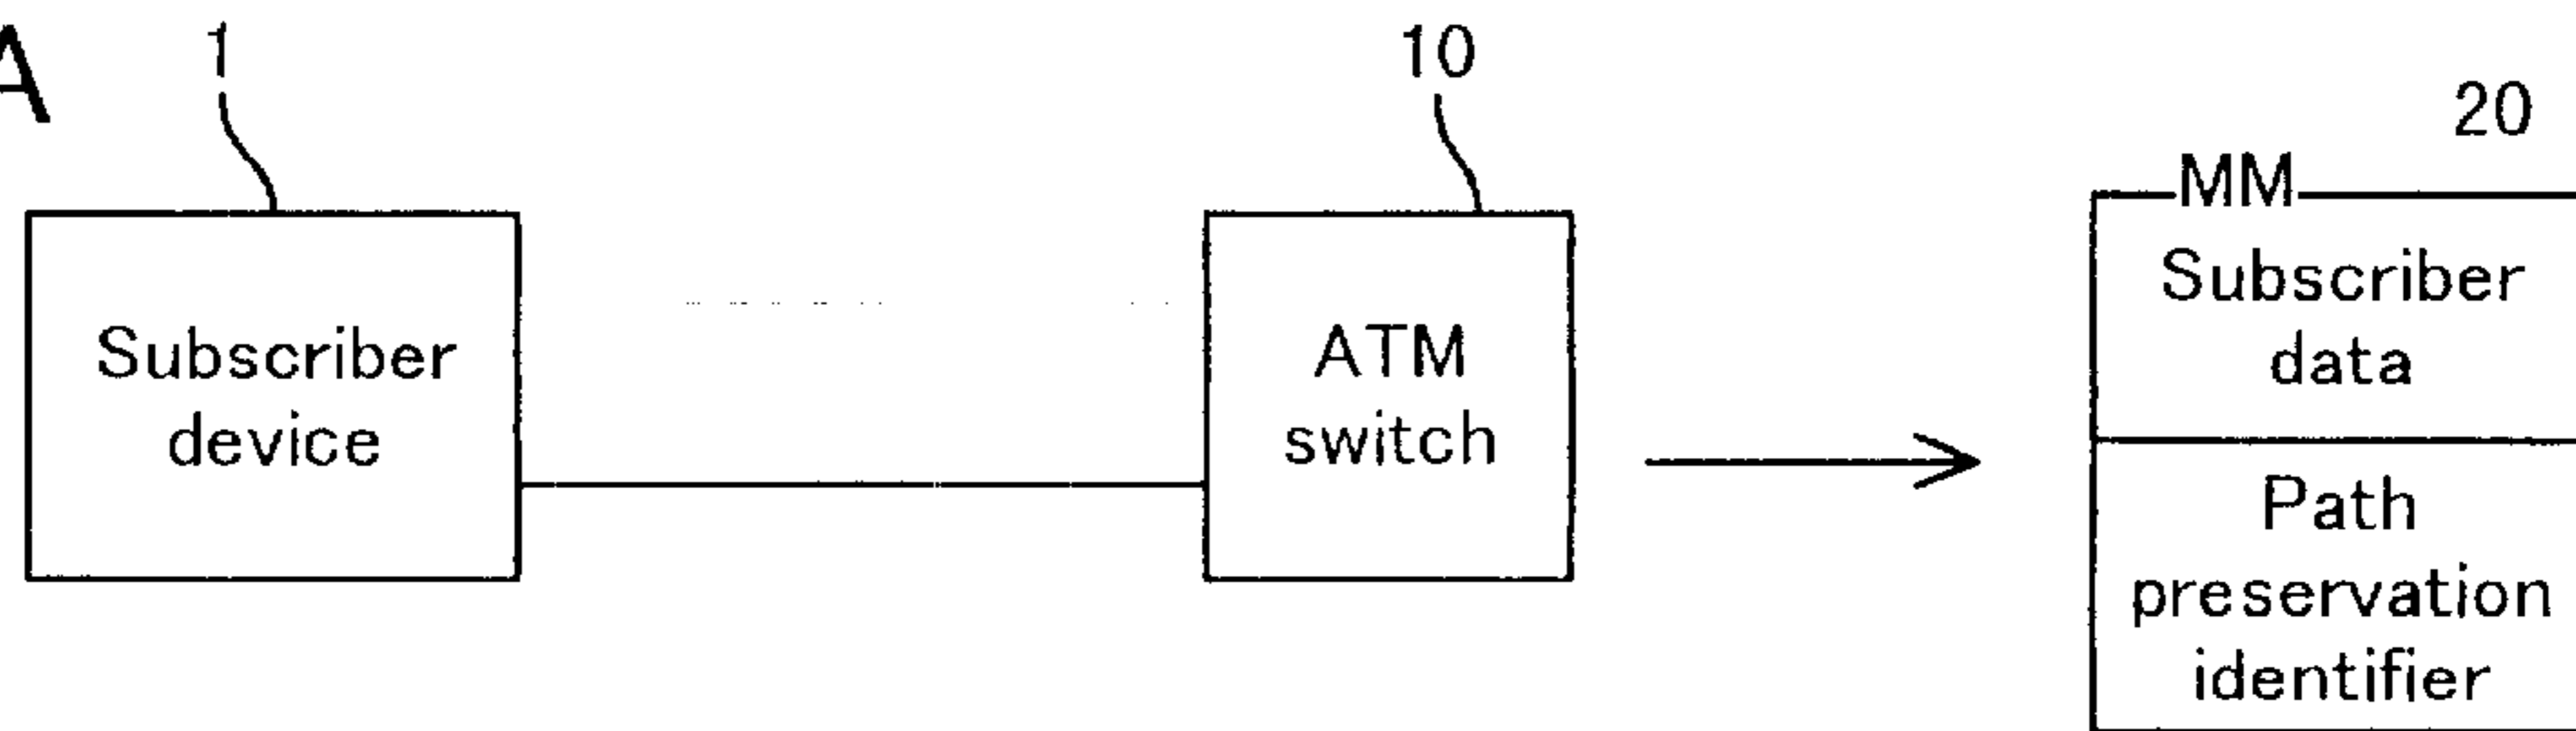 A
1
10
20
MM
Subscriber
device
ATM
switch
Subscriber
data
Path
preservation
identifier